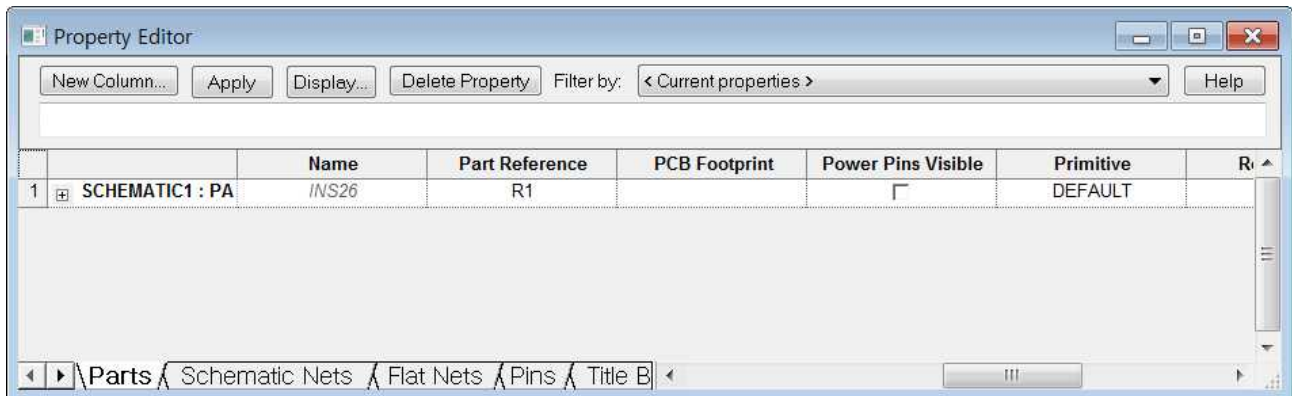 Property Editor
New Column... Apply Display... Delete Property Filter by: < Current properties > Help
Name Part Reference PCB Footprint Power Pins Visible Primitive
1 SCHEMATIC1 : PA INS26 R1 DEFAULT
Parts Schematic Nets Flat Nets Pins Title B